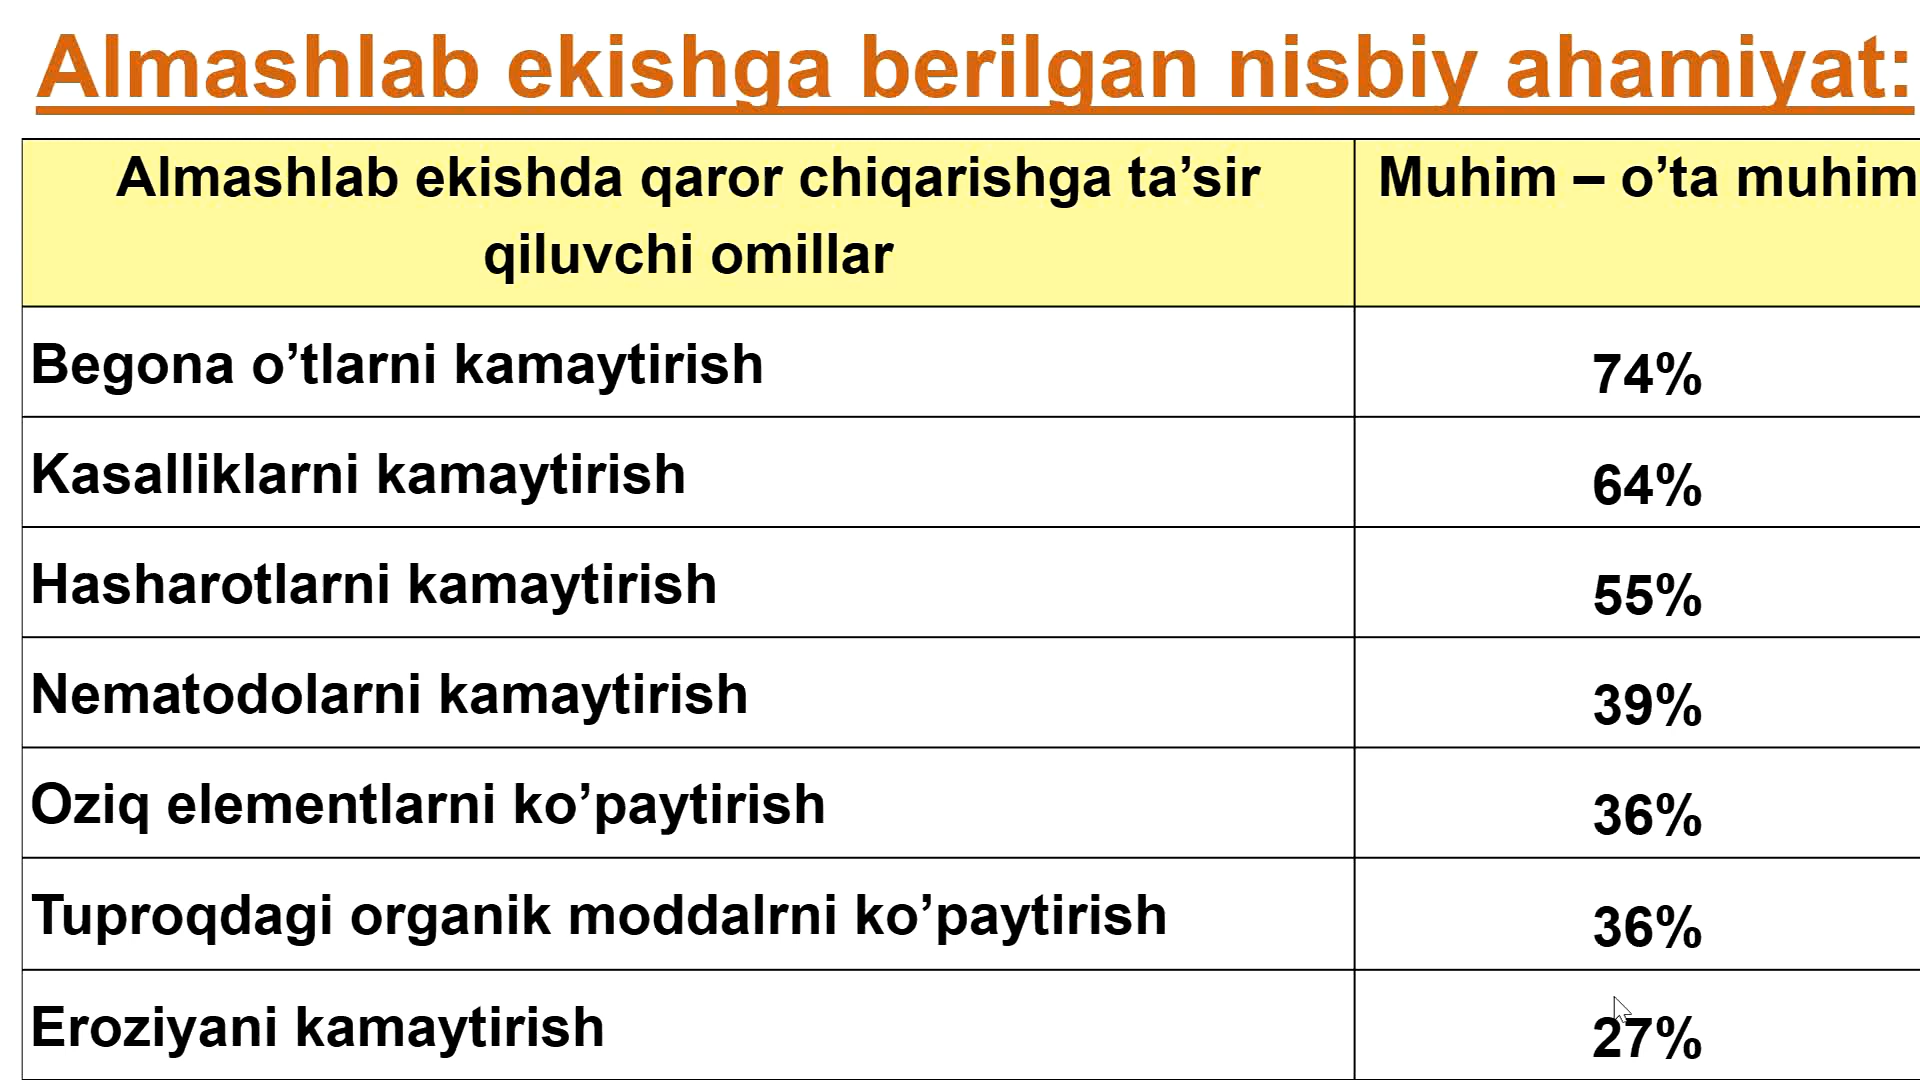 Almashlab ekishga berilgan nisbiy ahamiyat:
Almashlab ekishda qaror chiqarishga ta’sir
qiluvchi omillar
Muhim – o’ta muhim
Begona o’tlarni kamaytirish
74%
Kasalliklarni kamaytirish
64%
Hasharotlarni kamaytirish
55%
Nematodolarni kamaytirish
39%
Oziq elementlarni ko’paytirish
36%
Tuproqdagi organik moddalrni ko’paytirish
36%
Eroziyani kamaytirish
27%